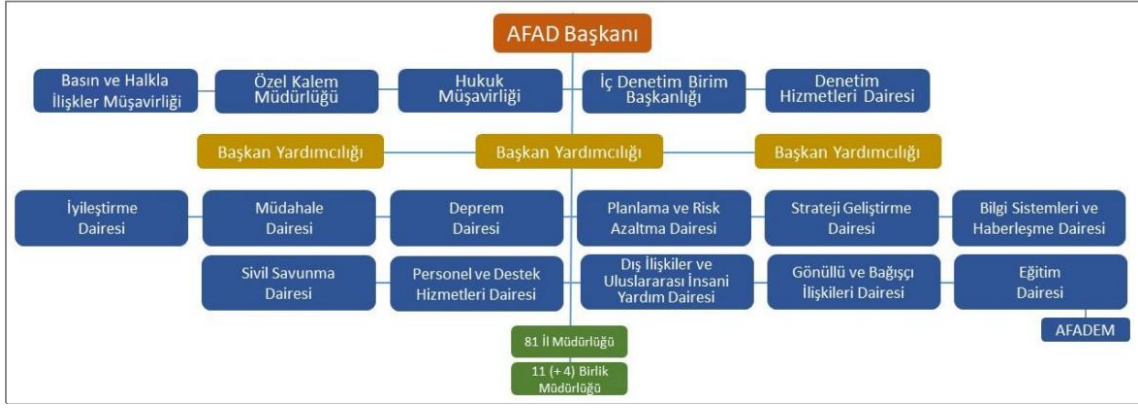 AFAD Başkanı
Basın ve Halkla
İlişkler Müşavirliği
Özel Kalem
Müdürlüğü
Hukuk
Müşavirliği
İç Denetim Birim
Başkanlığı
Denetim
Hizmetleri Dairesi
Başkan Yardımcılığı
Başkan Yardımcılığı
Başkan Yardımcılığı
İyileştirme
Dairesi
Müdahale
Dairesi
Deprem
Dairesi
Planlama ve Risk
Azaltma Dairesi
Strateji Geliştirme
Dairesi
Bilgi Sistemleri ve
Haberleşme Dairesi
Sivil Savunma
Dairesi
Personel ve Destek
Hizmetleri Dairesi
Dış İlişkiler ve
Uluslararası İnsani
Yardım Dairesi
Gönüllü ve Bağışçı
İlişkileri Dairesi
Eğitim
Dairesi
AFADEM
81 İl Müdürlüğü
11 (+ 4) Birlik
Müdürlüğü